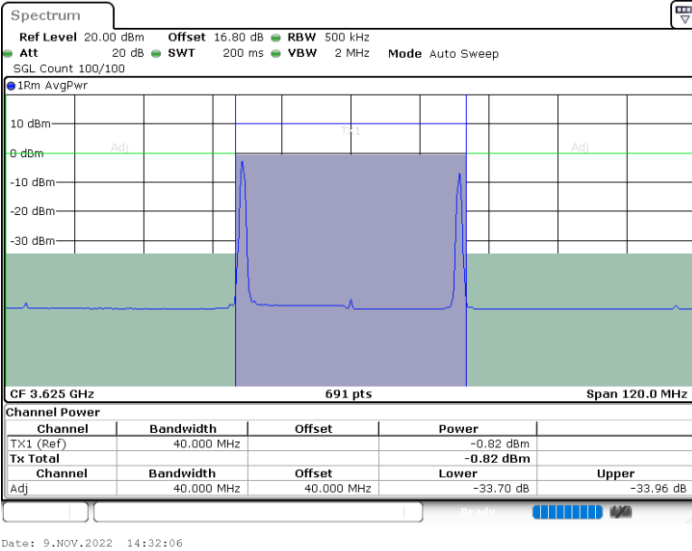 Spectrum
Ref Level 20.00 dBm Offset 16.80 dB RBW 500 kHz
Att 20 dB SWT 200 ms VBW 2 MHz Mode Auto Sweep
SGL Count 100/100
1Rm AvgPwr
10 dBm
TX1
Adj Adj
0 dBm
-10 dBm
-20 dBm
-30 dBm
CF 3.625 GHz 691 pts Span 120.0 MHz
Channel Power
Channel Bandwidth Offset Power
TX1 (Ref) 40.000 MHz -0.82 dBm
Tx Total -0.82 dBm
Channel Bandwidth Offset Lower Upper
Adj 40.000 MHz 40.000 MHz -33.70 dB -33.96 dB
Ready
Date: 9.NOV.2022 14:32:06